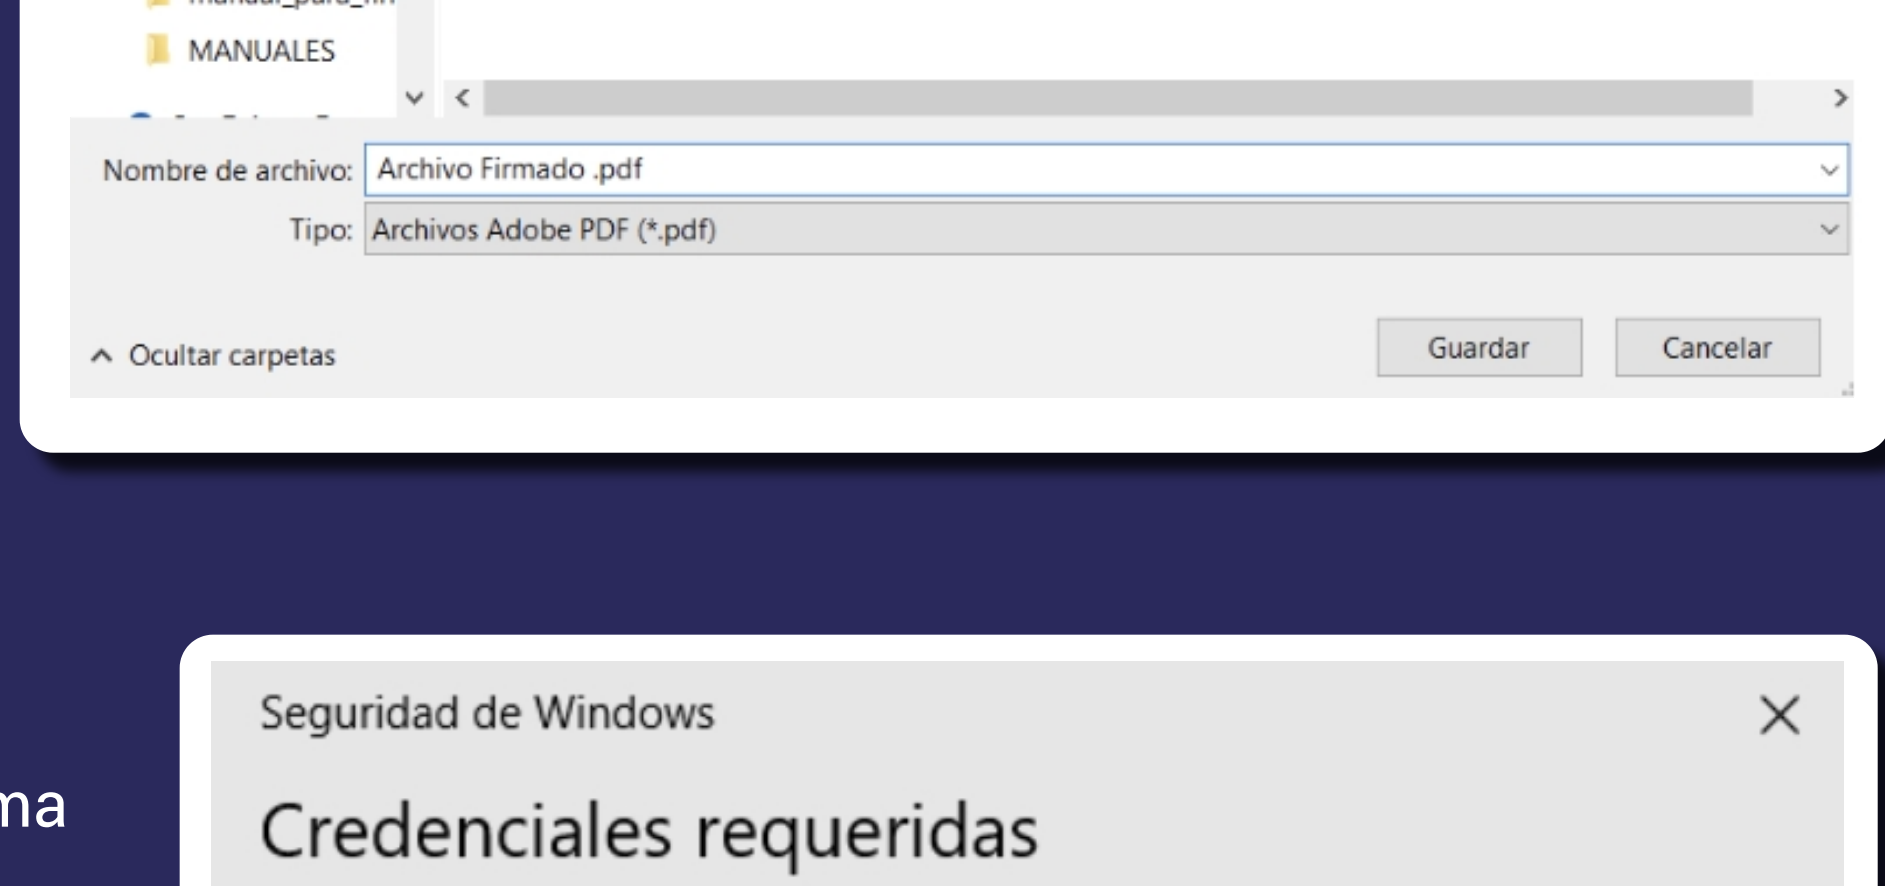 MANUALES
Nombre de archivo: Archivo Firmado .pdf
Tipo: Archivos Adobe PDF (*.pdf)
Ocultar carpetas
Guardar Cancelar
Seguridad de Windows
ma
Credenciales requeridas